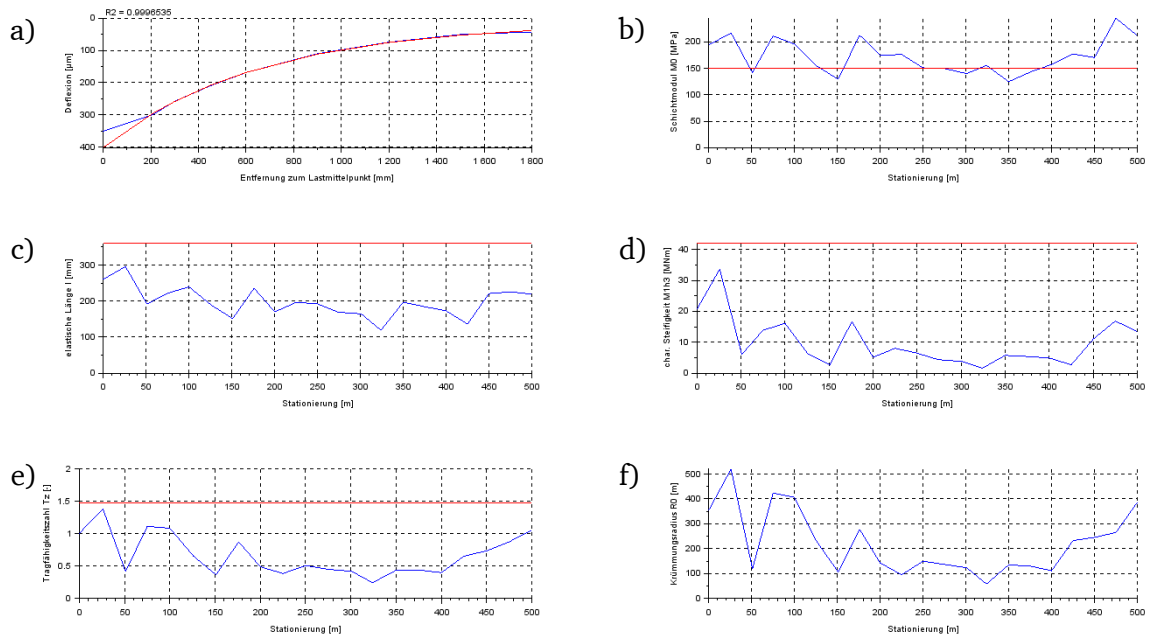 a)
R2 = 0.9996535
0
100
200
300
400
Deflexion [µm]
0 200 400 600 800 1 000 1 200 1 400 1 600 1 800
Entfernung zum Lastmittelpunkt [mm]
b)
200
150
100
50
0
Schichtmodul M0 [MPa]
0 50 100 150 200 250 300 350 400 450 500
Stationierung [m]
c)
300
200
100
0
elastische Länge l [mm]
0 50 100 150 200 250 300 350 400 450 500
Stationierung [m]
d)
40
30
20
10
0
char. Steifigkeit M1h3 [MNm]
0 50 100 150 200 250 300 350 400 450 500
Stationierung [m]
e)
2
1.5
1
0.5
0
Tragfähigkeitszahl Tz [-]
0 50 100 150 200 250 300 350 400 450 500
Stationierung [m]
f)
500
400
300
200
100
0
Krümmungsradius R0 [m]
0 50 100 150 200 250 300 350 400 450 500
Stationierung [m]